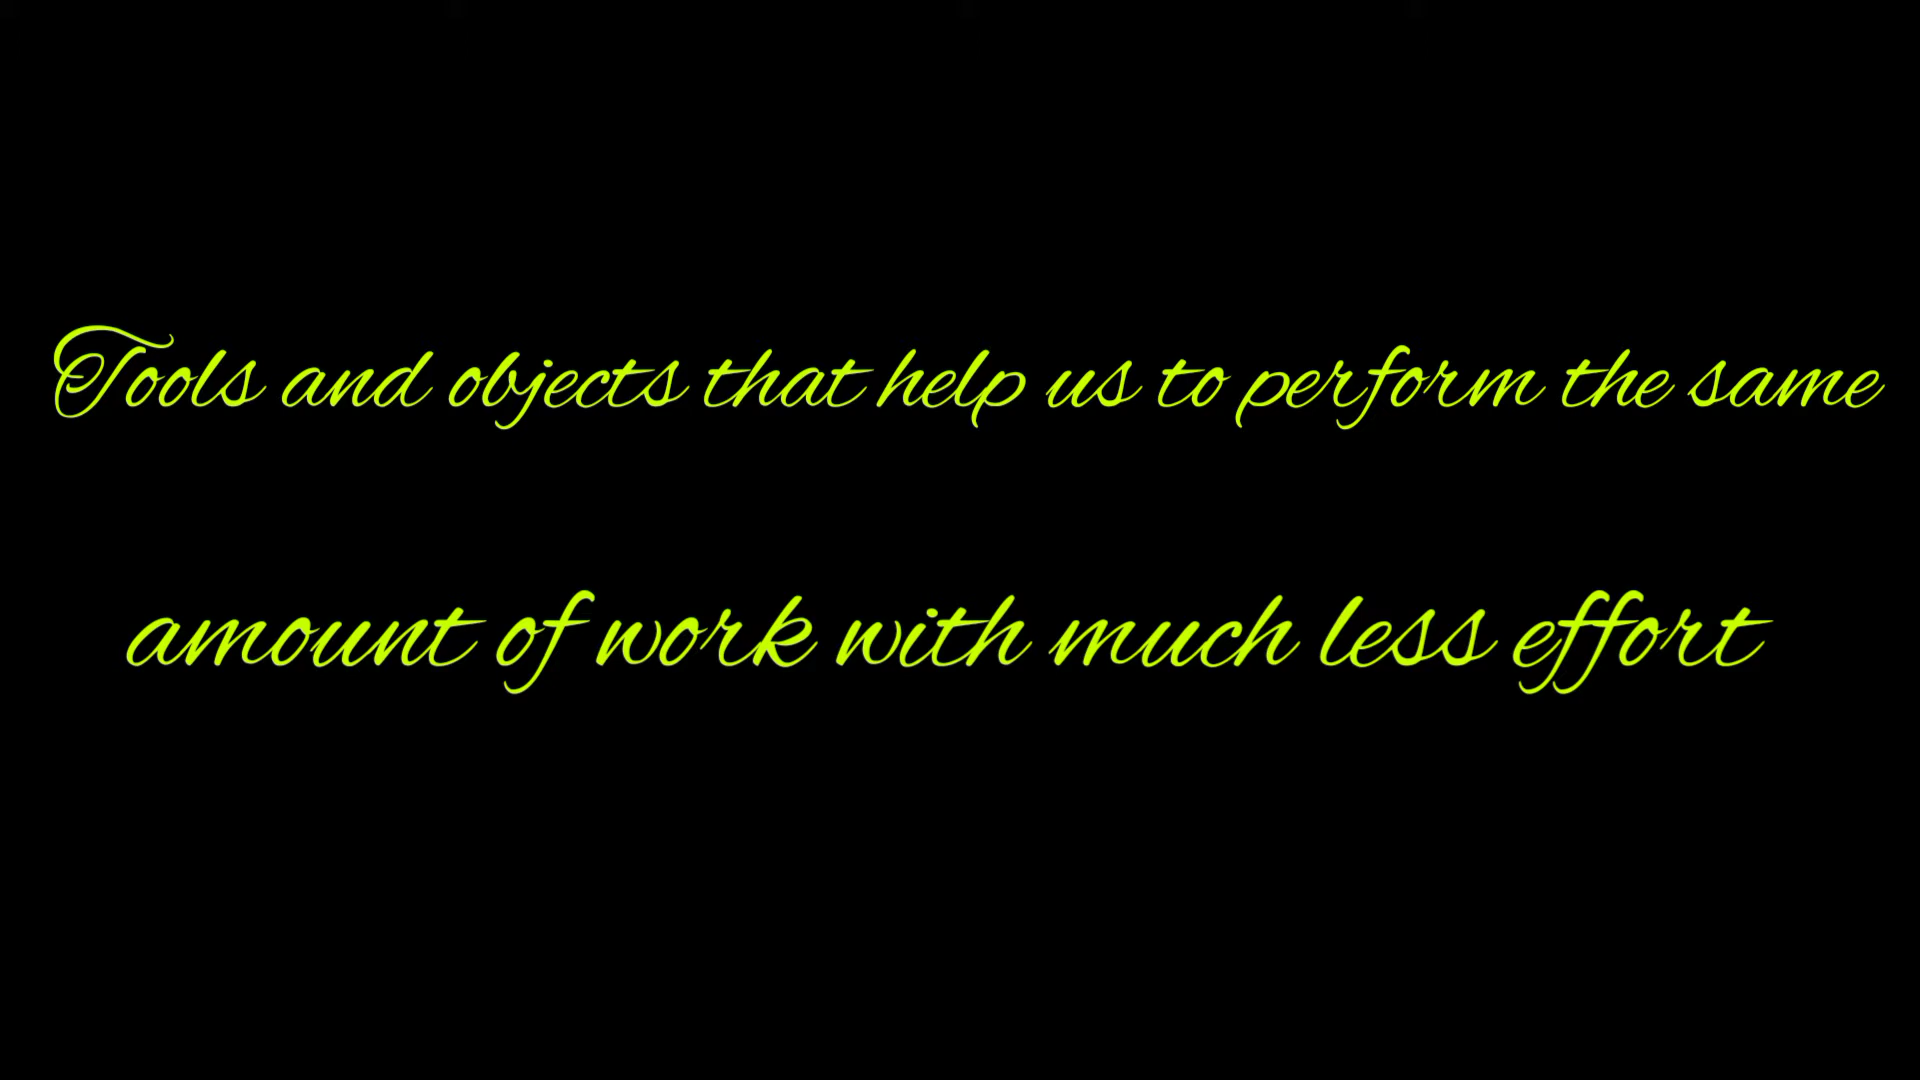 Tools and objects that help us to perform the same
amount of work with much less effort